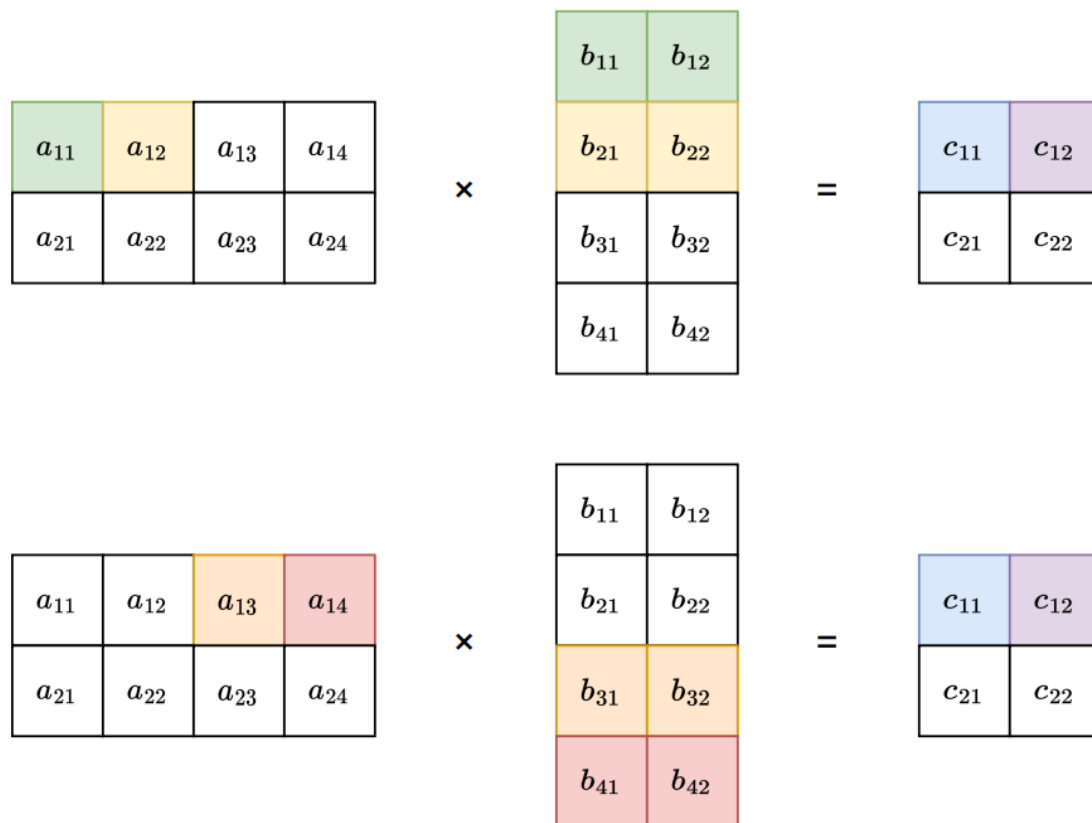 b₁₁ b₁₂
a₁₁ a₁₂ a₁₃ a₁₄ b₂₁ b₂₂ c₁₁ c₁₂
× =
a₂₁ a₂₂ a₂₃ a₂₄ b₃₁ b₃₂ c₂₁ c₂₂
b₄₁ b₄₂
b₁₁ b₁₂
a₁₁ a₁₂ a₁₃ a₁₄ b₂₁ b₂₂ c₁₁ c₁₂
× =
a₂₁ a₂₂ a₂₃ a₂₄ b₃₁ b₃₂ c₂₁ c₂₂
b₄₁ b₄₂